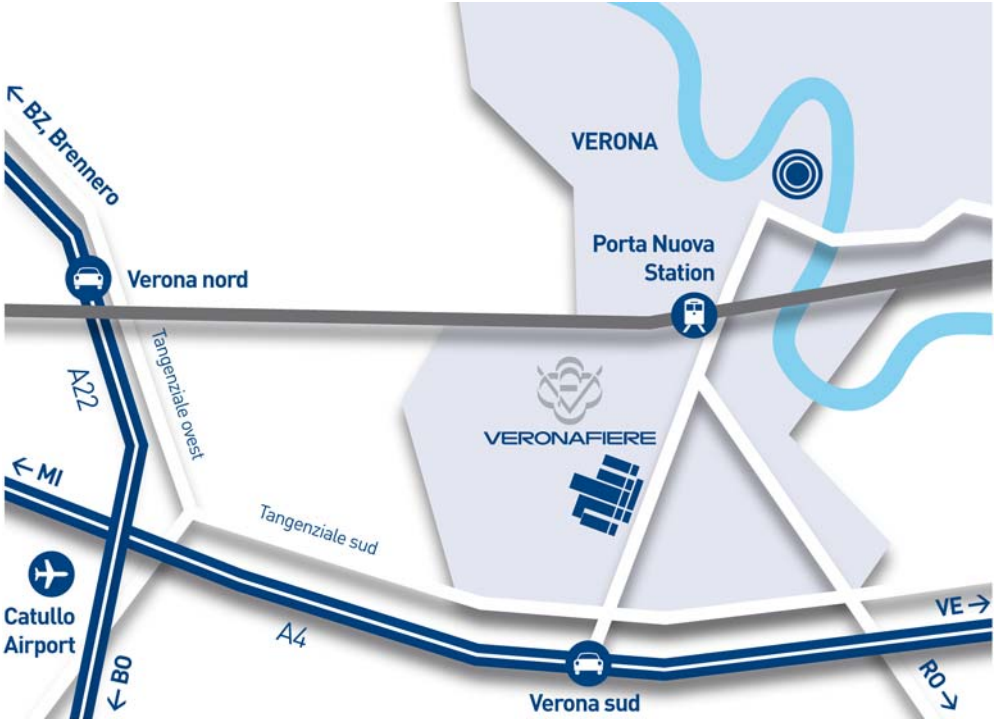 ← BZ, Brennero
VERONA
Porta Nuova
Station
Verona nord
Tangenziale ovest
A22
VERONAFIERE
← MI
Tangenziale sud
Catullo
Airport
A4
← BO
VE →
RO →
Verona sud